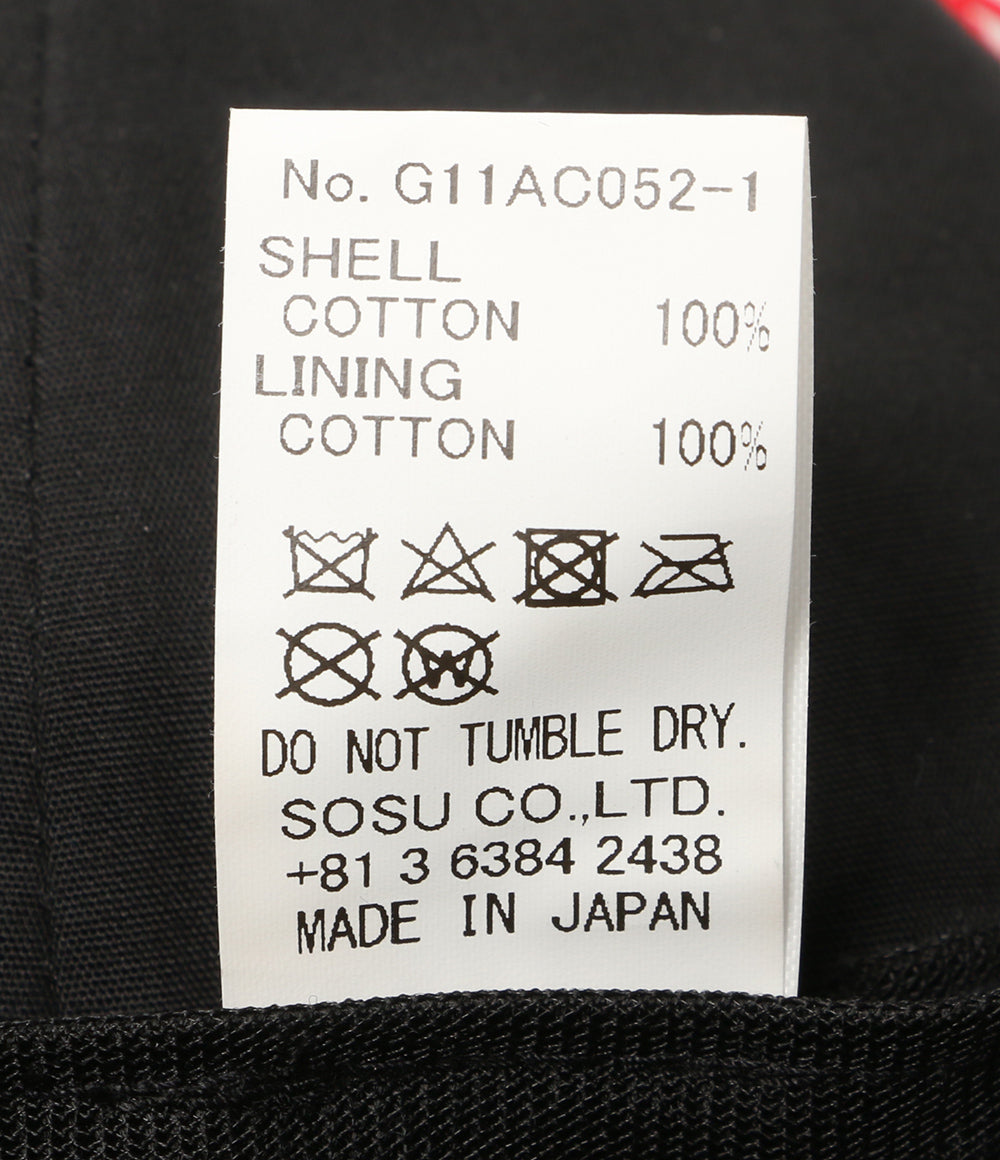 No. G11AC052-1
SHELL
COTTON 100%
LINING
COTTON 100%
W
DO NOT TUMBLE DRY.
SOSU CO.,LTD.
+81 3 6384 2438
MADE IN JAPAN